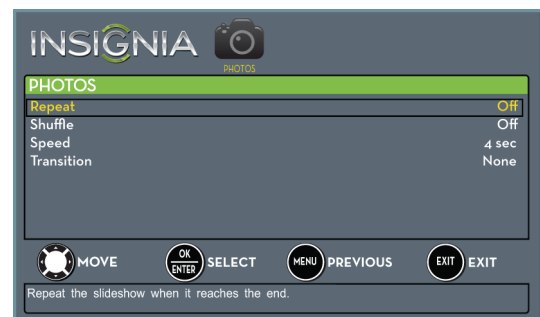 INSIGNIA
PHOTOS
PHOTOS
Repeat Off
Shuffle Off
Speed 4 sec
Transition None
MOVE OK ENTER SELECT MENU PREVIOUS EXIT EXIT
Repeat the slideshow when it reaches the end.